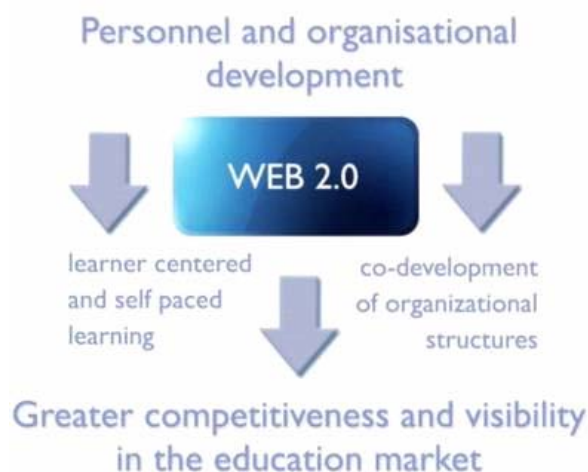 Personnel and organisational
development
WEB 2.0
learner centered
and self paced
learning
co-development
of organizational
structures
Greater competitiveness and visibility
in the education market